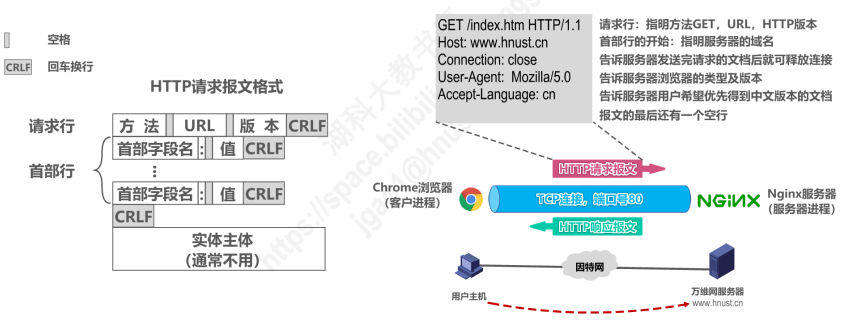 空格
CRLF 回车换行
HTTP请求报文格式
请求行
方 法 URL 版 本 CRLF
首部行
首部字段名 : 值 CRLF
⋮
首部字段名 : 值 CRLF
CRLF
实体主体
(通常不用)
GET /index.htm HTTP/1.1 请求行：指明方法GET，URL，HTTP版本
Host: www.hnust.cn 首部行的开始：指明服务器的域名
Connection: close 告诉服务器发送完请求的文档后就可释放连接
User-Agent: Mozilla/5.0 告诉服务器浏览器的类型及版本
Accept-Language: cn 告诉服务器用户希望优先得到中文版本的文档
报文的最后还有一个空行
HTTP请求报文
Chrome浏览器
(客户进程)
TCP连接，端口号80
NGINX
Nginx服务器
(服务器进程)
HTTP响应报文
因特网
用户主机
万维网服务器
www.hnust.cn